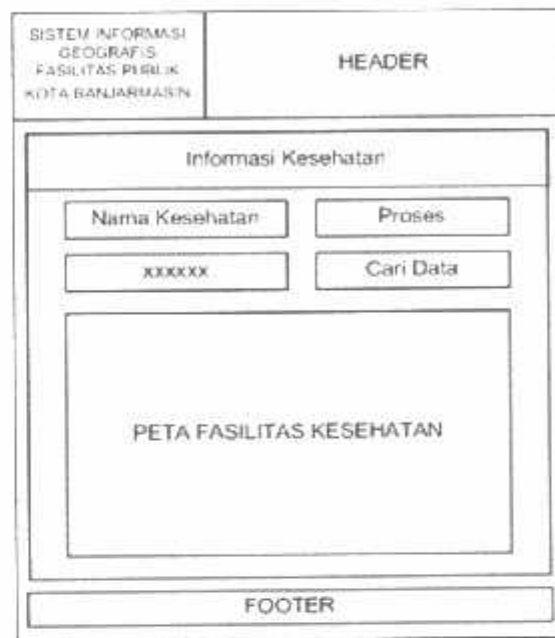 SISTEM INFORMASI
GEOGRAFIS
FASILITAS PUBLIK
KOTA BANJARMASIN
HEADER
Informasi Kesehatan
Nama Kesehatan
Proses
xxxxxx
Cari Data
PETA FASILITAS KESEHATAN
FOOTER